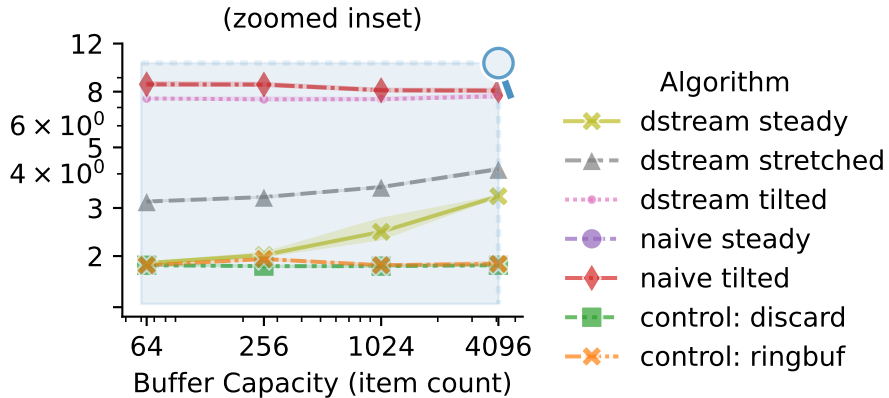 (zoomed inset)
12
8
6 × 10⁰
5
4 × 10⁰
3
2
64
256
1024
4096
Buffer Capacity (item count)
Algorithm
dstream steady
dstream stretched
dstream tilted
naive steady
naive tilted
control: discard
control: ringbuf